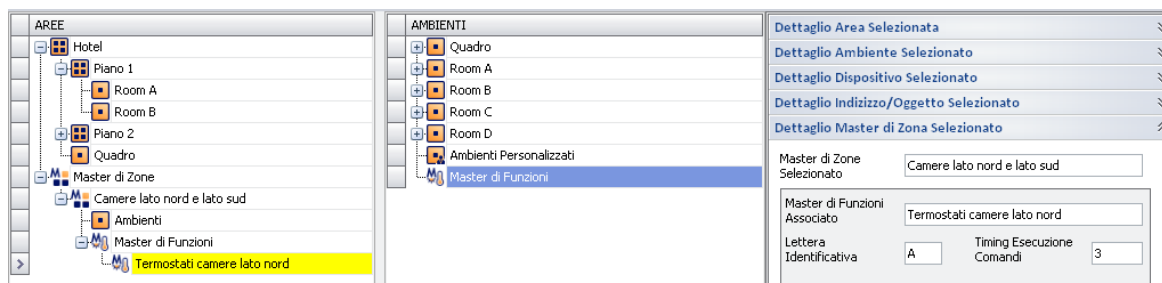 AREE
Hotel
Piano 1
Room A
Room B
Piano 2
Quadro
Master di Zone
Camere lato nord e lato sud
Ambienti
Master di Funzioni
Termostati camere lato nord
AMBIENTI
Quadro
Room A
Room B
Room C
Room D
Ambienti Personalizzati
Master di Funzioni
Dettaglio Area Selezionata
Dettaglio Ambiente Selezionato
Dettaglio Dispositivo Selezionato
Dettaglio Indizizzo/Oggetto Selezionato
Dettaglio Master di Zona Selezionato
Master di Zone
Selezionato
Camere lato nord e lato sud
Master di Funzioni
Associato
Termostati camere lato nord
Lettera
Identificativa
A
Timing Esecuzione
Comandi
3